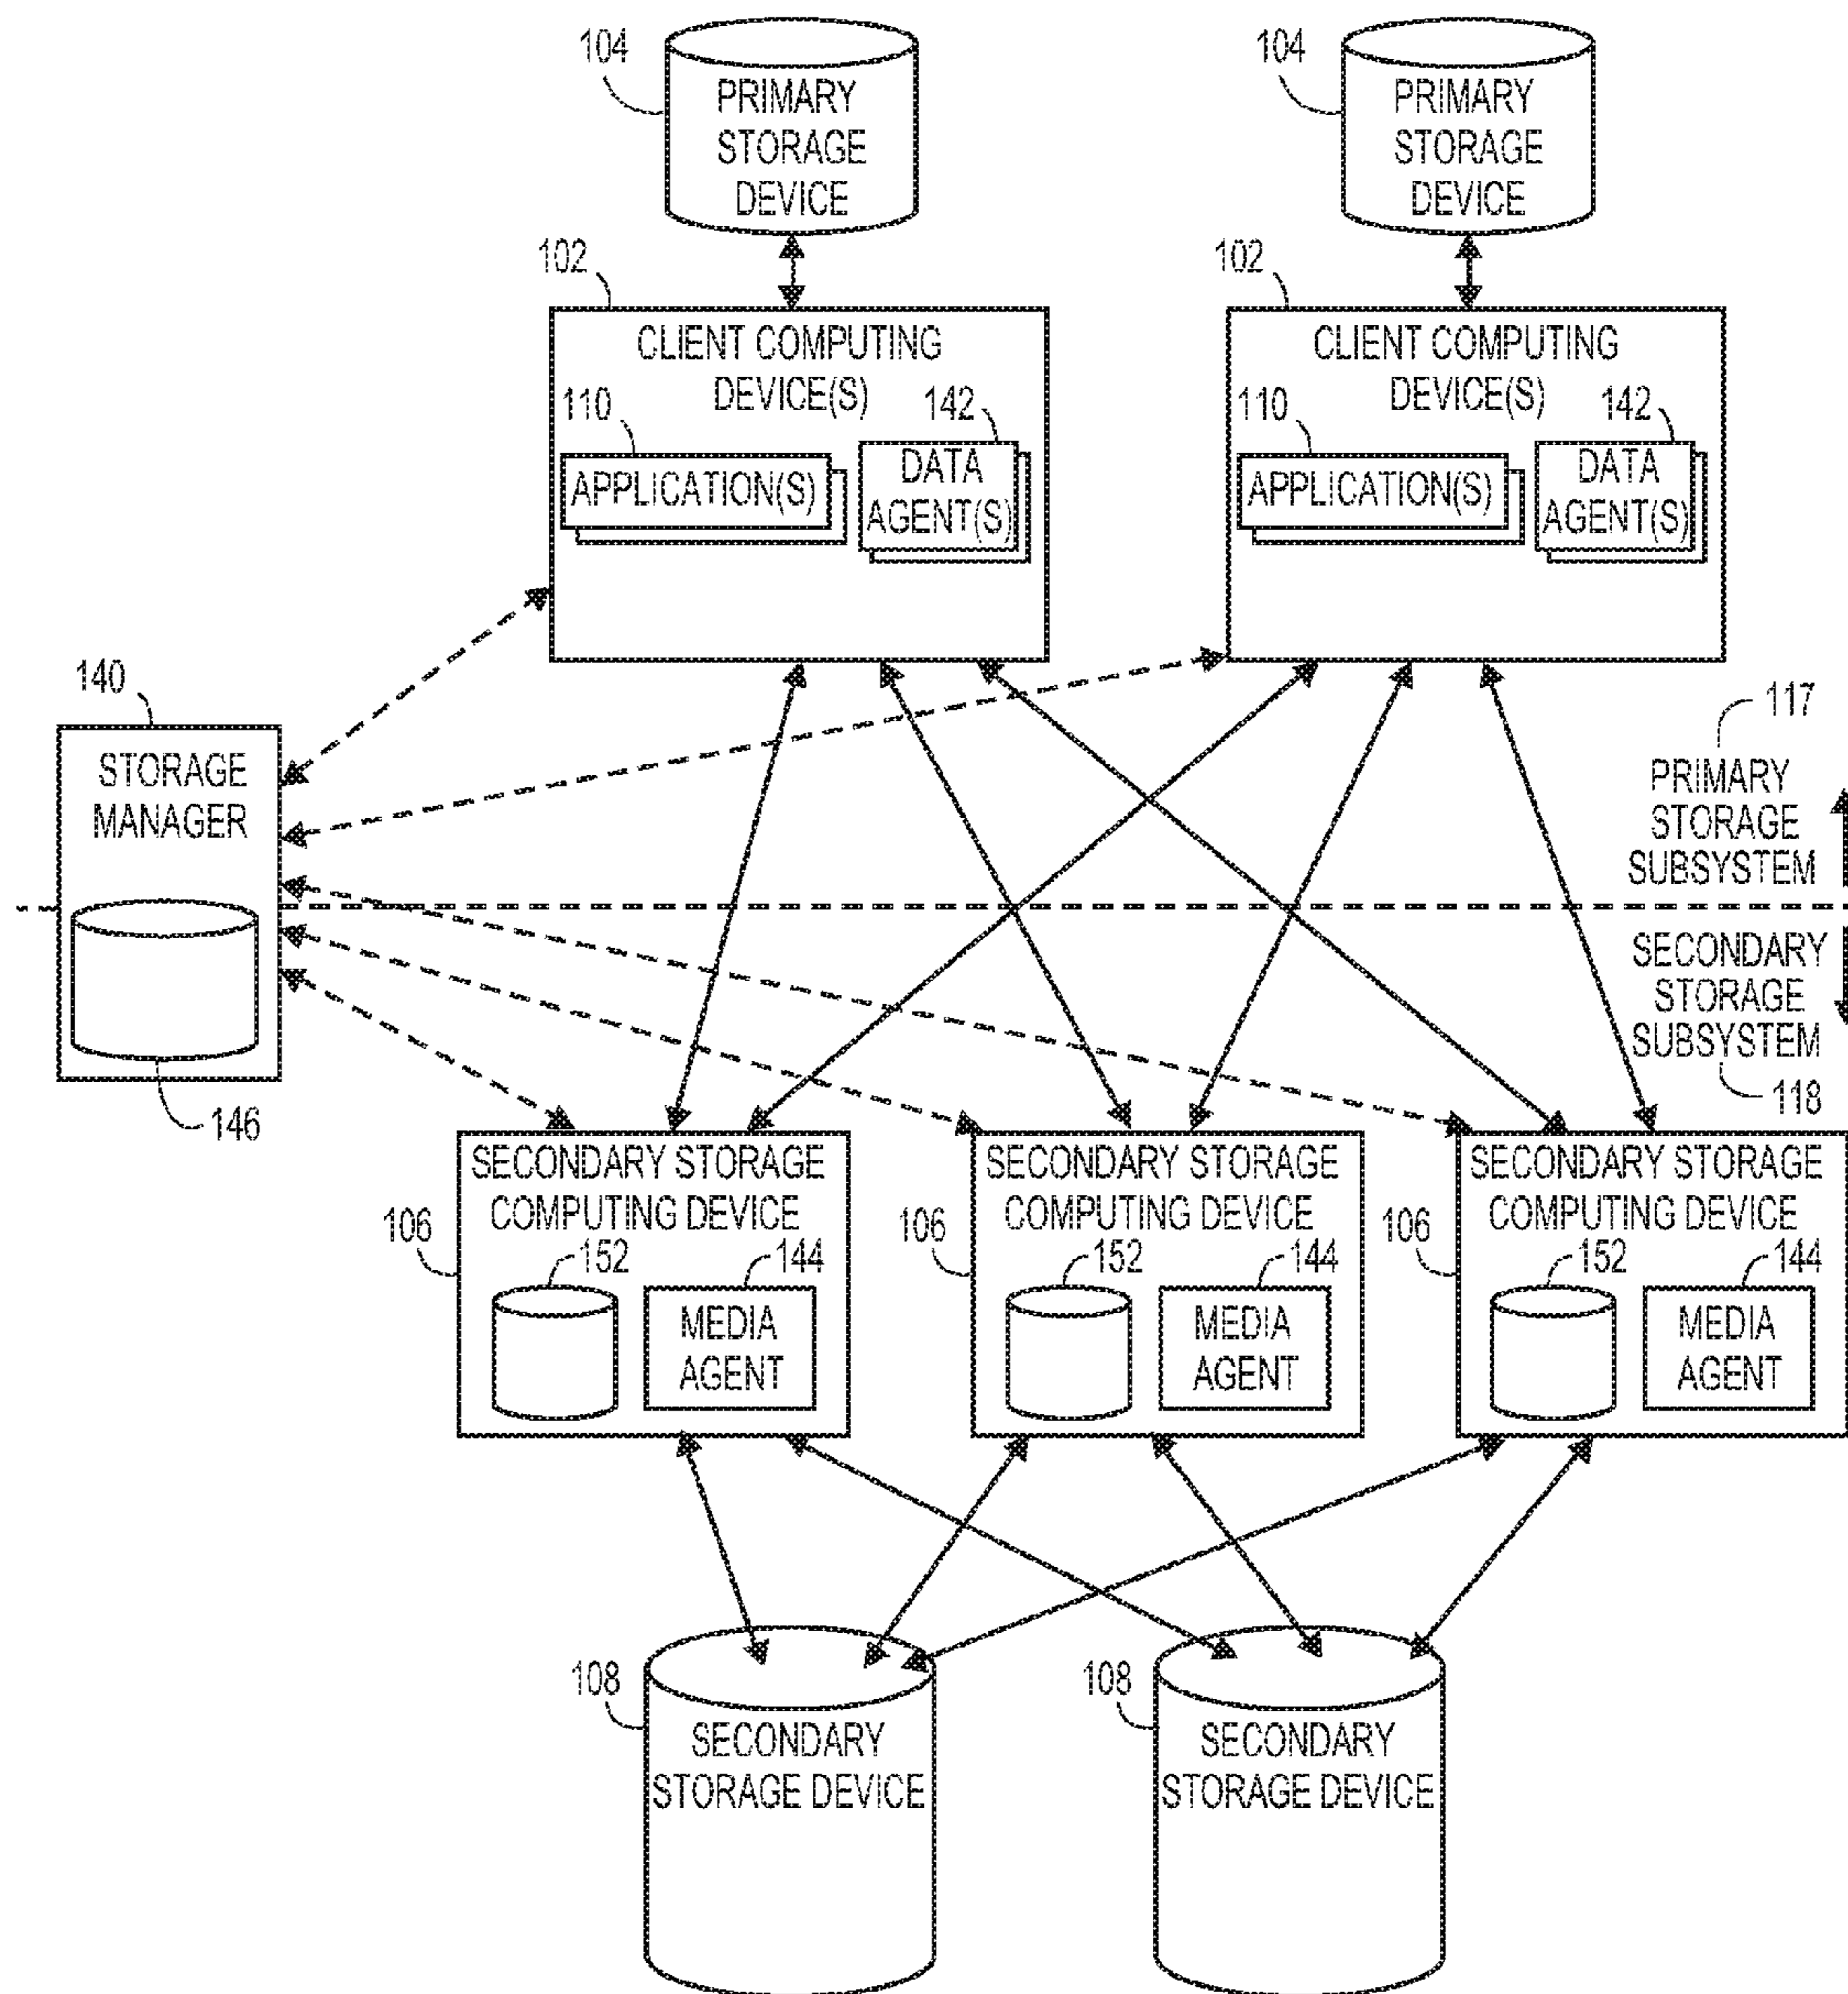 104
PRIMARY
STORAGE
DEVICE
104
PRIMARY
STORAGE
DEVICE
102
CLIENT COMPUTING
DEVICE(S)
110
142
APPLICATION(S)
DATA
AGENT(S)
102
CLIENT COMPUTING
DEVICE(S)
110
142
APPLICATION(S)
DATA
AGENT(S)
140
STORAGE
MANAGER
146
117
PRIMARY
STORAGE
SUBSYSTEM
SECONDARY
STORAGE
SUBSYSTEM
118
106
SECONDARY STORAGE
COMPUTING DEVICE
152
144
MEDIA
AGENT
106
SECONDARY STORAGE
COMPUTING DEVICE
152
144
MEDIA
AGENT
106
SECONDARY STORAGE
COMPUTING DEVICE
152
144
MEDIA
AGENT
108
SECONDARY
STORAGE DEVICE
108
SECONDARY
STORAGE DEVICE